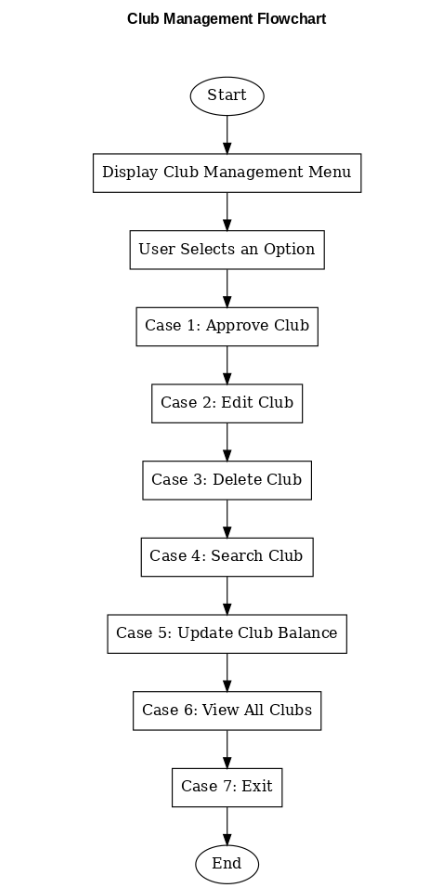 Club Management Flowchart
Start
Display Club Management Menu
User Selects an Option
Case 1: Approve Club
Case 2: Edit Club
Case 3: Delete Club
Case 4: Search Club
Case 5: Update Club Balance
Case 6: View All Clubs
Case 7: Exit
End